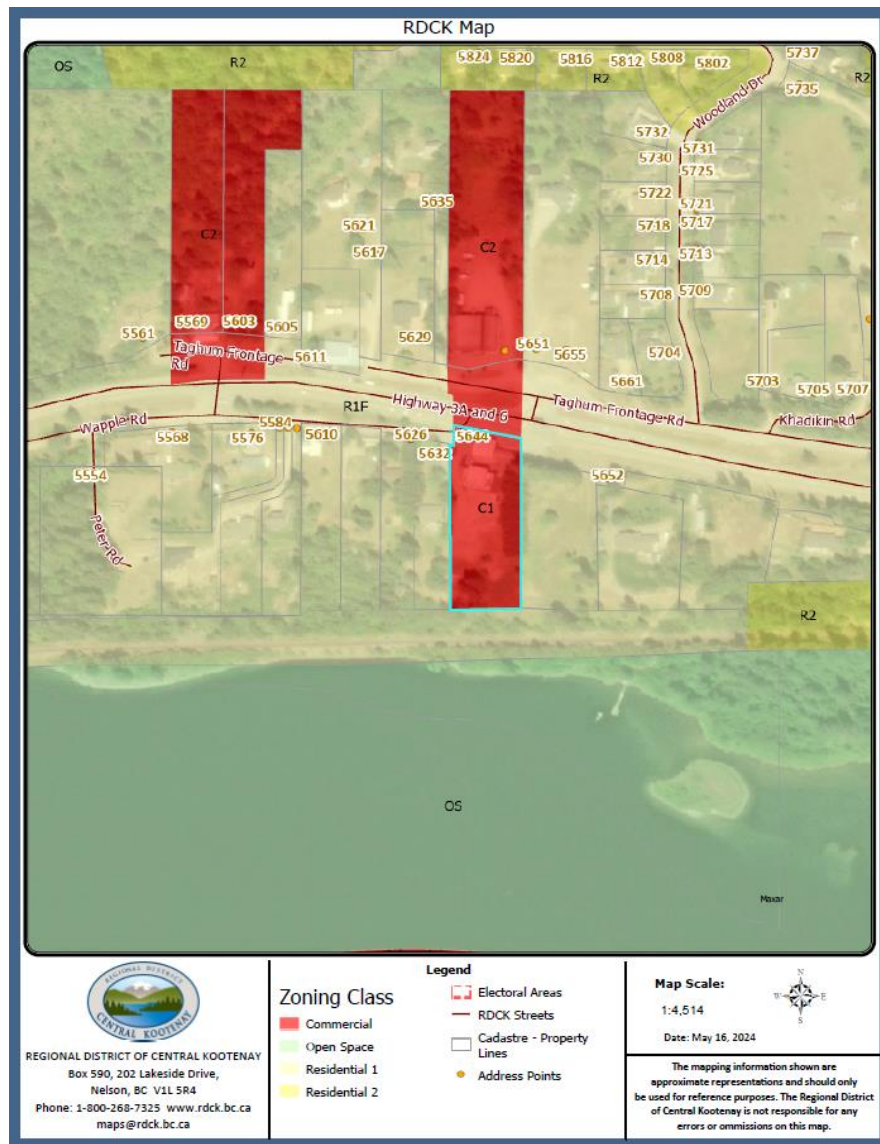 RDCK Map
OS
R2
5824 5820 5816 5812 5808 5802
5737
R2
R2
5735
Woodland Dr
5732
5731
5730
5725
5722
5721
5718
5717
5714
5713
5708
5709
5635
5621
5617
C2
C2
5561
5569
5603
5605
5629
5651
5655
5704
5661
5703
5705
5707
Taghum Frontage
Rd
5611
R1F
Highway 3A and 6
Taghum Frontage Rd
Khadikin Rd
Wapple Rd
5584
5568
5576
5610
5626
5644
5632
5554
5652
Peter Rd
C1
R2
OS
Maxar
REGIONAL DISTRICT
CENTRAL KOOTENAY
REGIONAL DISTRICT OF CENTRAL KOOTENAY
Box 590, 202 Lakeside Drive,
Nelson, BC V1L 5R4
Phone: 1-800-268-7325 www.rdck.bc.ca
maps@rdck.bc.ca
Legend
Zoning Class
Commercial
Open Space
Residential 1
Residential 2
Electoral Areas
RDCK Streets
Cadastre - Property
Lines
Address Points
Map Scale:
1:4,514
Date: May 16, 2024
N
W
E
S
The mapping information shown are
approximate representations and should only
be used for reference purposes. The Regional District
of Central Kootenay is not responsible for any
errors or ommissions on this map.